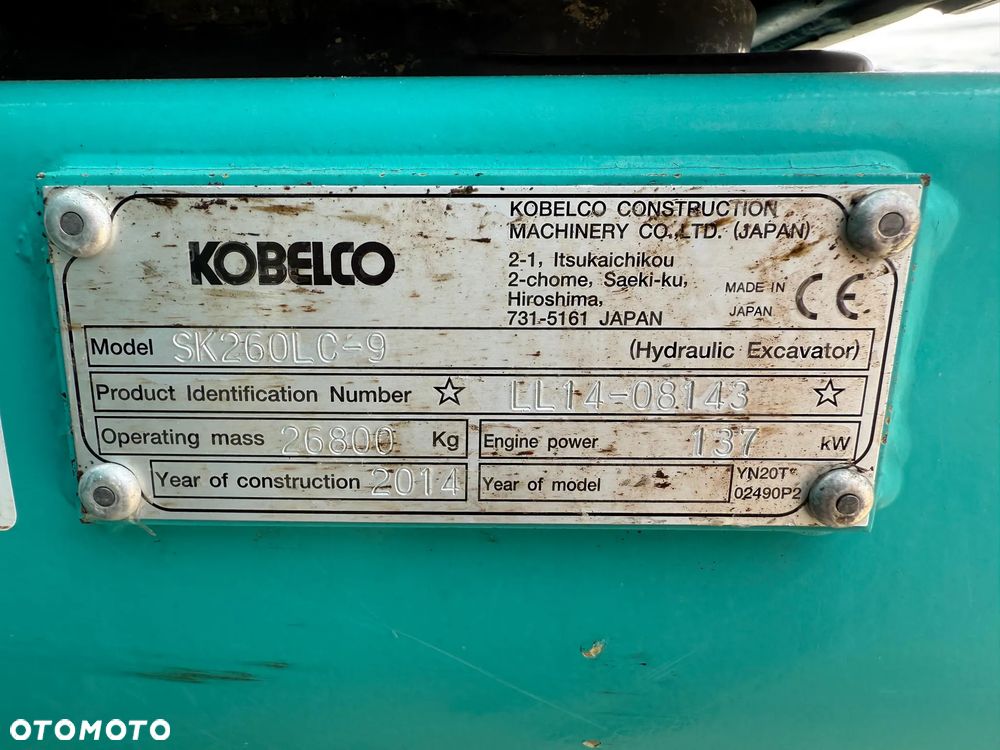 KOBELCO
KOBELCO CONSTRUCTION
MACHINERY CO.,LTD. (JAPAN)
2-1, Itsukaichikou
2-chome, Saeki-ku,
Hiroshima,
731-5161 JAPAN
MADE IN
JAPAN
CE
Model SK260LC-9 (Hydraulic Excavator)
Product Identification Number ☆ LL14-08143 ☆
Operating mass 26800 Kg
Engine power 137 kW
Year of construction 2014
Year of model
02490P2
OTOMOTO